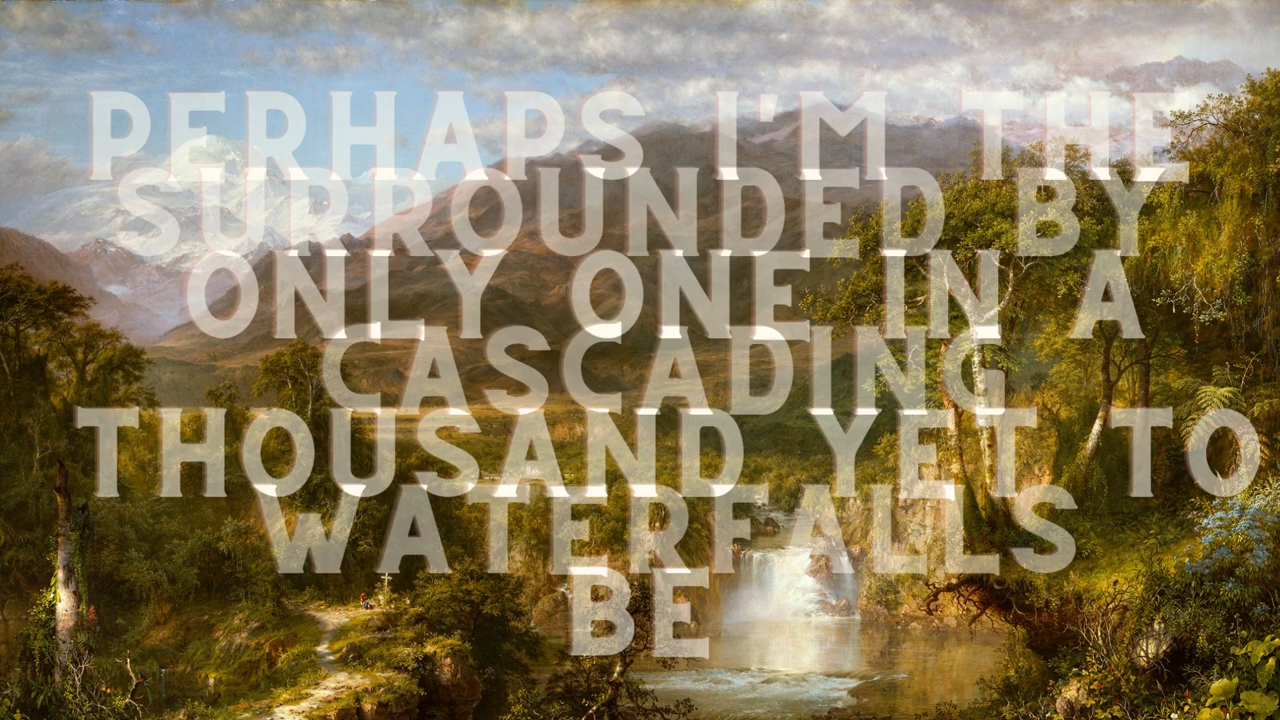 PERHAPS I'M THE
SURROUNDED BY
ONLY ONE IN A
CASCADING
THOUSAND YET TO
WATERFALLS
BE